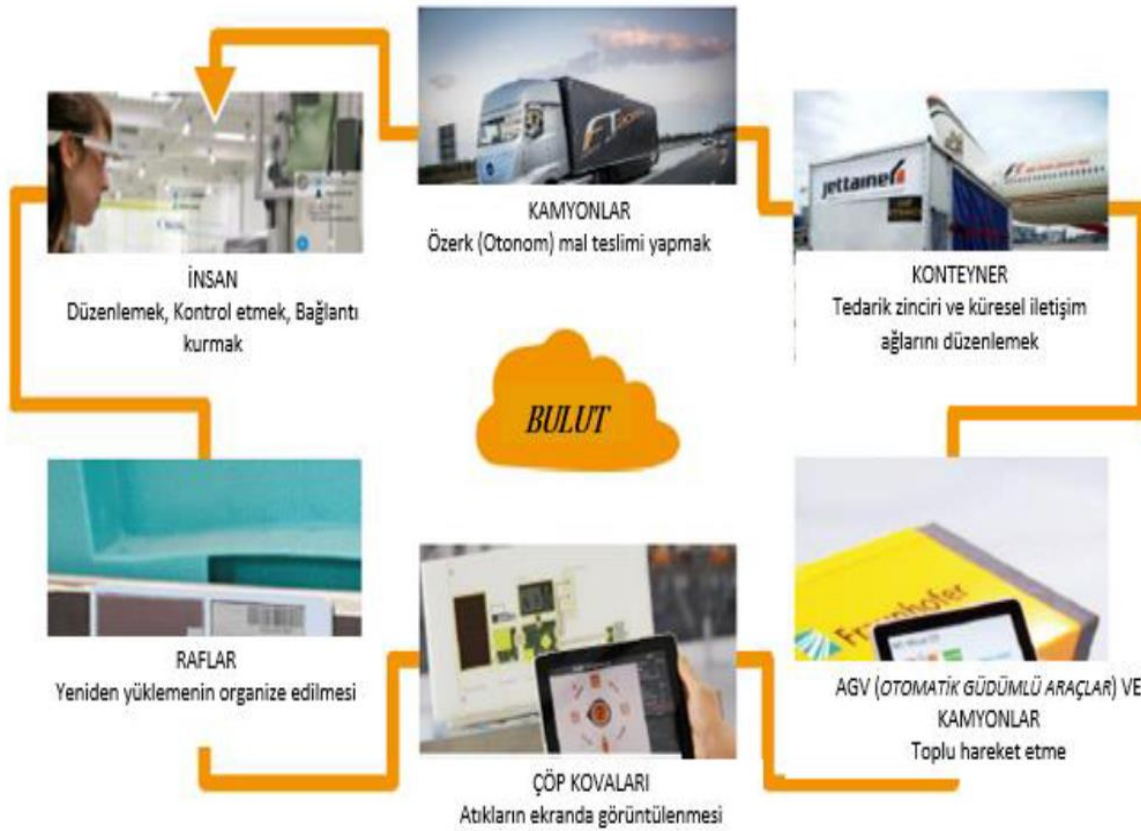 KAMYONLAR
Özerk (Otonom) mal teslimi yapmak
jettainer
İNSAN
Düzenlemek, Kontrol etmek, Bağlantı
kurmak
KONTEYNER
Tedarik zinciri ve küresel iletişim
ağlarını düzenlemek
BULUT
Fraunhofer
RAFLAR
Yeniden yüklemenin organize edilmesi
AGV (OTOMATİK GÜDÜMLÜ ARAÇLAR) VE
KAMYONLAR
Toplu hareket etme
ÇÖP KOVALARI
Atıkların ekranda görüntülenmesi